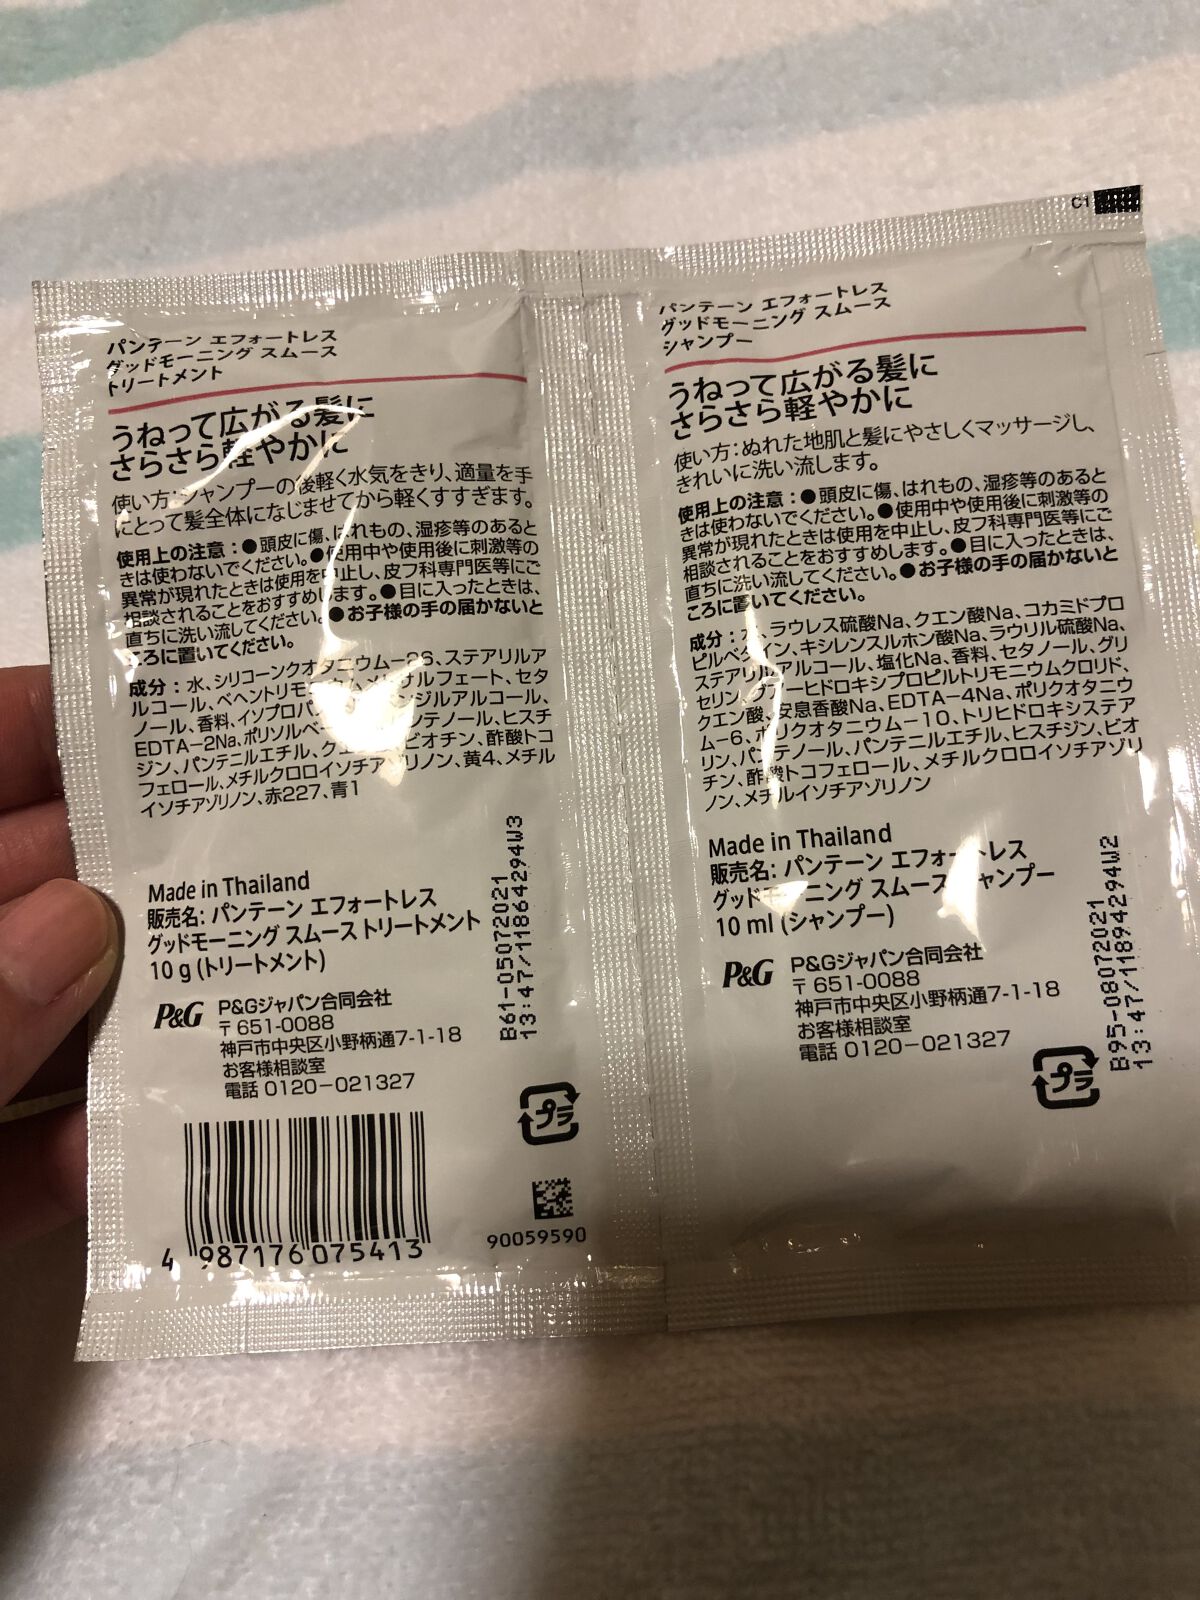 パンテーン エフォートレス
グッドモーニング スムース
トリートメント
うねって広がる髪に
さらさら軽やかに
使い方:シャンプーの後軽く水気をきり、適量を手
にとって髪全体になじませてから軽くすすぎます。
使用上の注意:●頭皮に傷、はれもの、湿疹等のあると
きは使わないでください。●使用中や使用後に刺激等の
異常が現れたときは使用を中止し、皮フ科専門医等にご
相談されることをおすすめします。●目に入ったときは、
直ちに洗い流してください。●お子様の手の届かないと
ころに置いてください。
成分:水、シリコーンクオタニウム-26、ステアリルア
ルコール、ベヘントリモニウムメトサルフェート、セタ
ノール、香料、イソプロパノール、ベンジルアルコール、
EDTA-2Na、ポリソルベー パンテノール、ヒスチ
ジン、パンテニルエチル、クエン酸、ビオチン、酢酸トコ
フェロール、メチルクロロイソチアゾリノン、黄4、メチル
イソチアゾリノン、赤227、青1
Made in Thailand
販売名: パンテーン エフォートレス
グッドモーニング スムース トリートメント
10 g (トリートメント)
P&G
P&Gジャパン合同会社
〒651-0088
神戸市中央区小野柄通7-1-18
お客様相談室
電話 0120-021327
B61-05072021
13:47/11864294W3
プラ
4 987176 075413
90059590
C1
パンテーン エフォートレス
グッドモーニング スムース
シャンプー
うねって広がる髪に
さらさら軽やかに
使い方:ぬれた地肌と髪にやさしくマッサージし、
きれいに洗い流します。
使用上の注意:●頭皮に傷、はれもの、湿疹等のあると
きは使わないでください。●使用中や使用後に刺激等の
異常が現れたときは使用を中止し、皮フ科専門医等にご
相談されることをおすすめします。●目に入ったときは、
直ちに洗い流してください。●お子様の手の届かないと
ころに置いてください。
成分:水、ラウレス硫酸Na、クエン酸Na、コカミドプロ
ピルベタイン、キシレンスルホン酸Na、ラウリル硫酸Na、
ステアリルアルコール、塩化Na、香料、セタノール、グリ
セリン、グアーヒドロキシプロピルトリモニウムクロリド、
クエン酸、安息香酸Na、EDTA-4Na、ポリクオタニウ
ム-6、ポリクオタニウム-10、トリヒドロキシステア
リン、パンテノール、パンテニルエチル、ヒスチジン、ビオ
チン、酢酸トコフェロール、メチルクロロイソチアゾリ
ノン、メチルイソチアゾリノン
Made in Thailand
販売名: パンテーン エフォートレス
グッドモーニング スムース シャンプー
10 ml (シャンプー)
P&G
P&Gジャパン合同会社
〒651-0088
神戸市中央区小野柄通7-1-18
お客様相談室
電話 0120-021327
B95-08072021
13:47/11894294W2
プラ